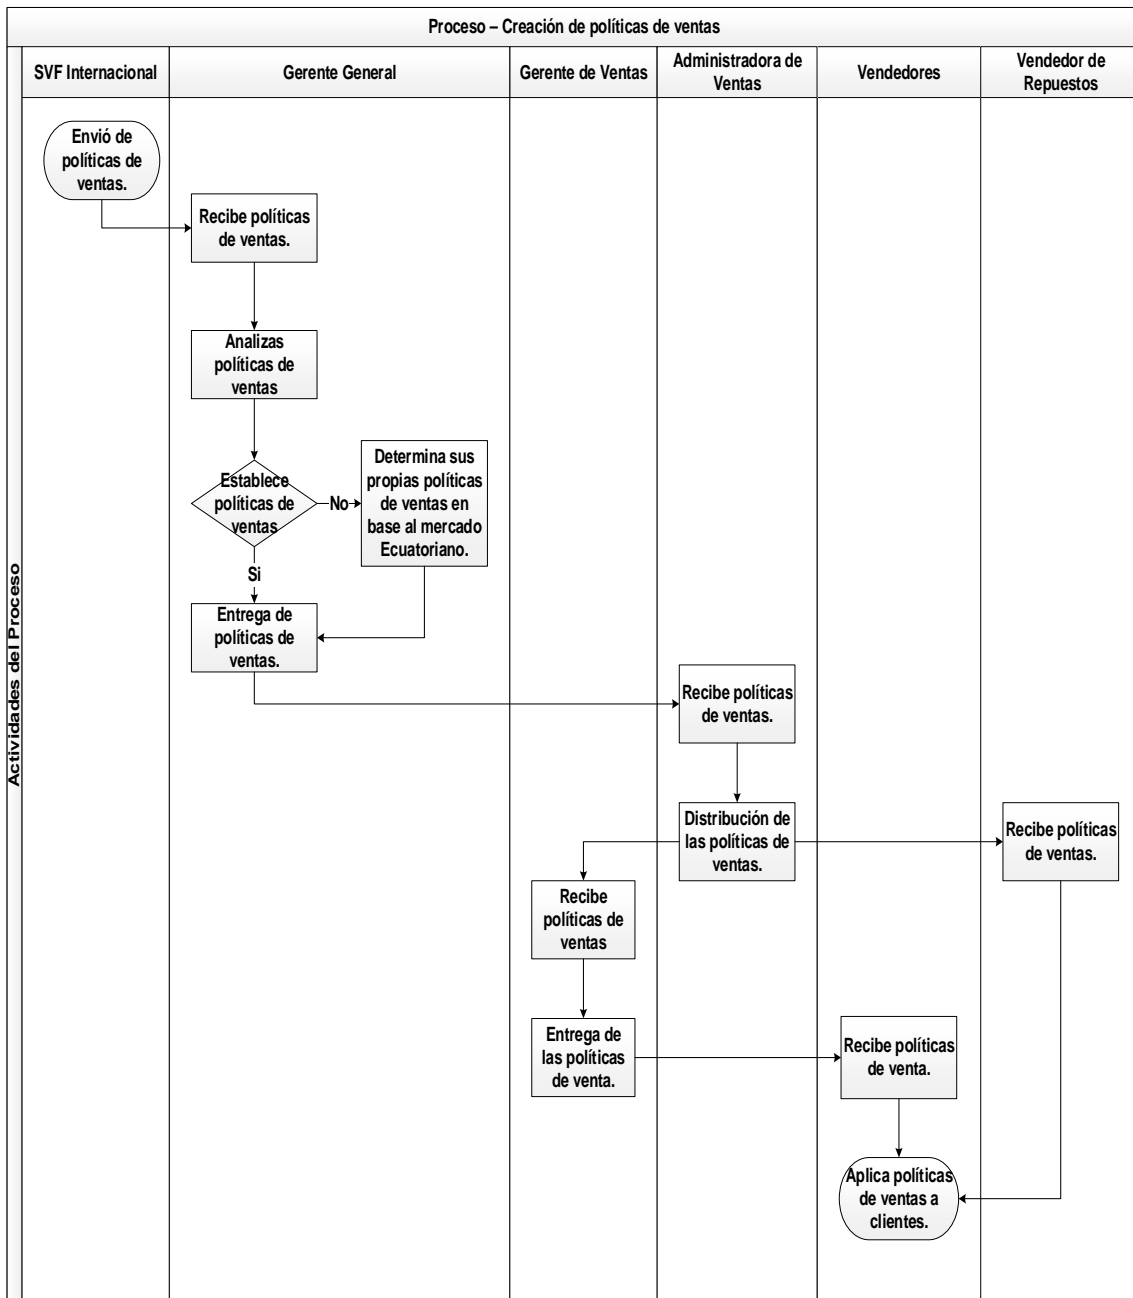 Proceso – Creación de políticas de ventas
Actividades del Proceso
SVF Internacional
Gerente General
Gerente de Ventas
Administradora de
Ventas
Vendedores
Vendedor de
Repuestos
Envió de
políticas de
ventas.
Recibe políticas
de ventas.
Analizas
políticas de
ventas
Establece
políticas de
ventas
No
Determina sus
propias políticas
de ventas en
base al mercado
Ecuatoriano.
Si
Entrega de
políticas de
ventas.
Recibe políticas
de ventas.
Distribución de
las políticas de
ventas.
Recibe políticas
de ventas.
Recibe
políticas de
ventas
Entrega de
las políticas
de venta.
Recibe políticas
de venta.
Aplica políticas
de ventas a
clientes.